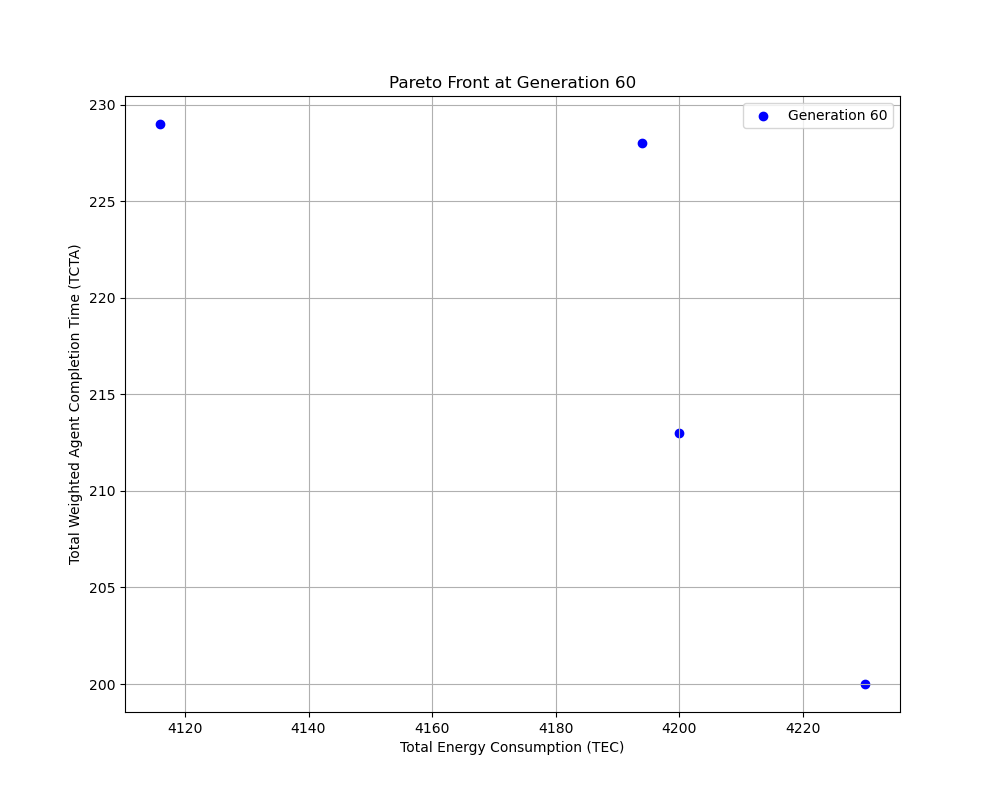 Pareto Front at Generation 60
Generation 60
230
225
220
215
210
205
200
Total Weighted Agent Completion Time (TCTA)
4120 4140 4160 4180 4200 4220
Total Energy Consumption (TEC)